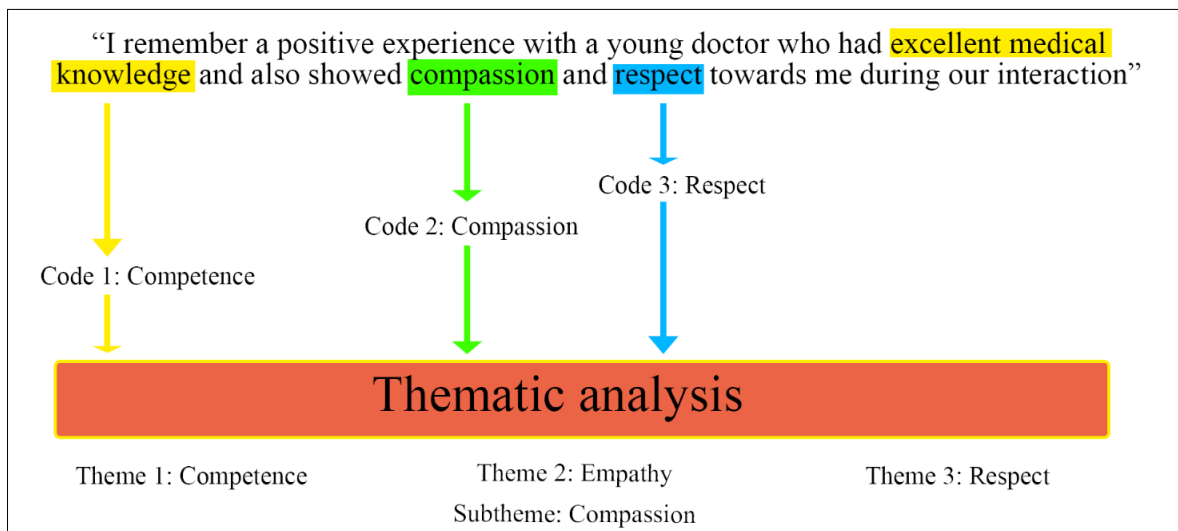 “I remember a positive experience with a young doctor who had excellent medical
knowledge and also showed compassion and respect towards me during our interaction”
Code 3: Respect
Code 2: Compassion
Code 1: Competence
Thematic analysis
Theme 1: Competence
Theme 2: Empathy
Subtheme: Compassion
Theme 3: Respect